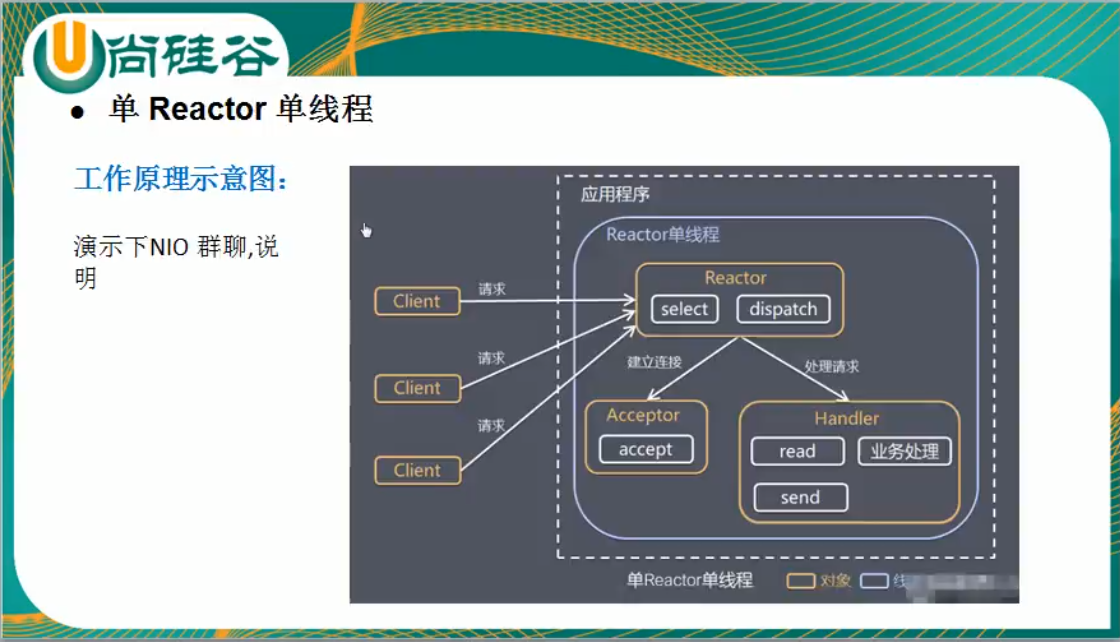 尚硅谷
● 单 Reactor 单线程
工作原理示意图：
演示下NIO 群聊,说
明
应用程序
Reactor单线程
Reactor
select
dispatch
Client
请求
Client
请求
Client
请求
建立连接
处理请求
Acceptor
accept
Handler
read
业务处理
send
单Reactor单线程
对象